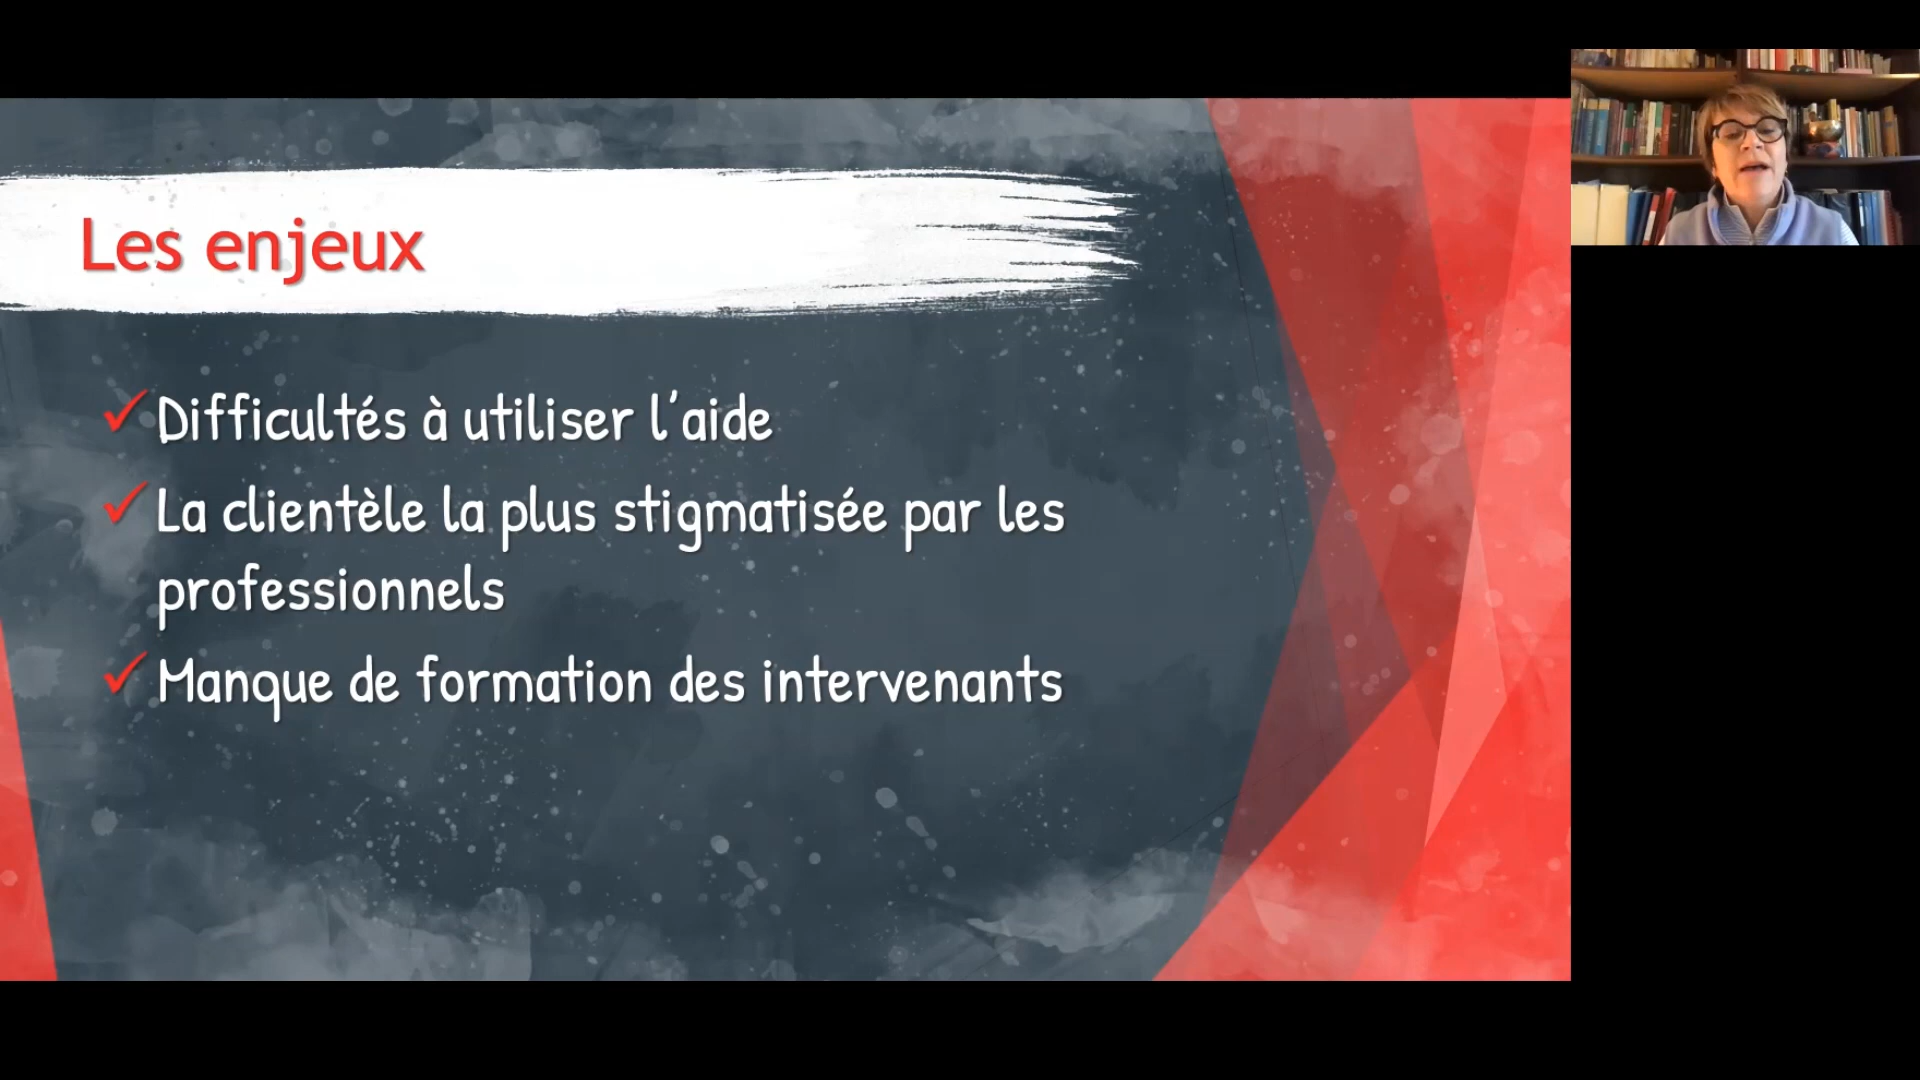 Les enjeux
Difficultés à utiliser l'aide
La clientèle la plus stigmatisée par les
professionnels
Manque de formation des intervenants